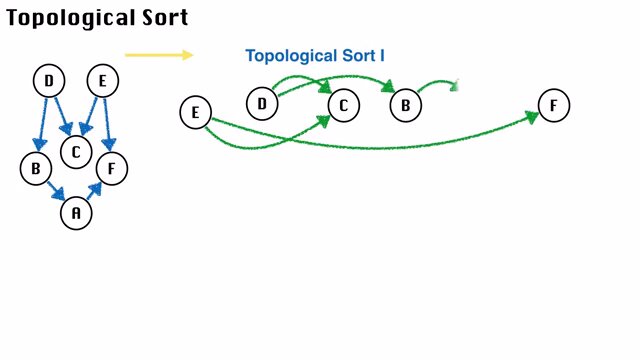 Topological Sort
Topological Sort I
D E
C
B F
A
E D C B F